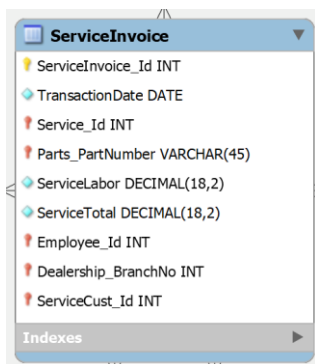 ServiceInvoice
ServiceInvoice_Id INT
TransactionDate DATE
Service_Id INT
Parts_PartNumber VARCHAR(45)
ServiceLabor DECIMAL(18,2)
ServiceTotal DECIMAL(18,2)
Employee_Id INT
Dealership_BranchNo INT
ServiceCust_Id INT
Indexes